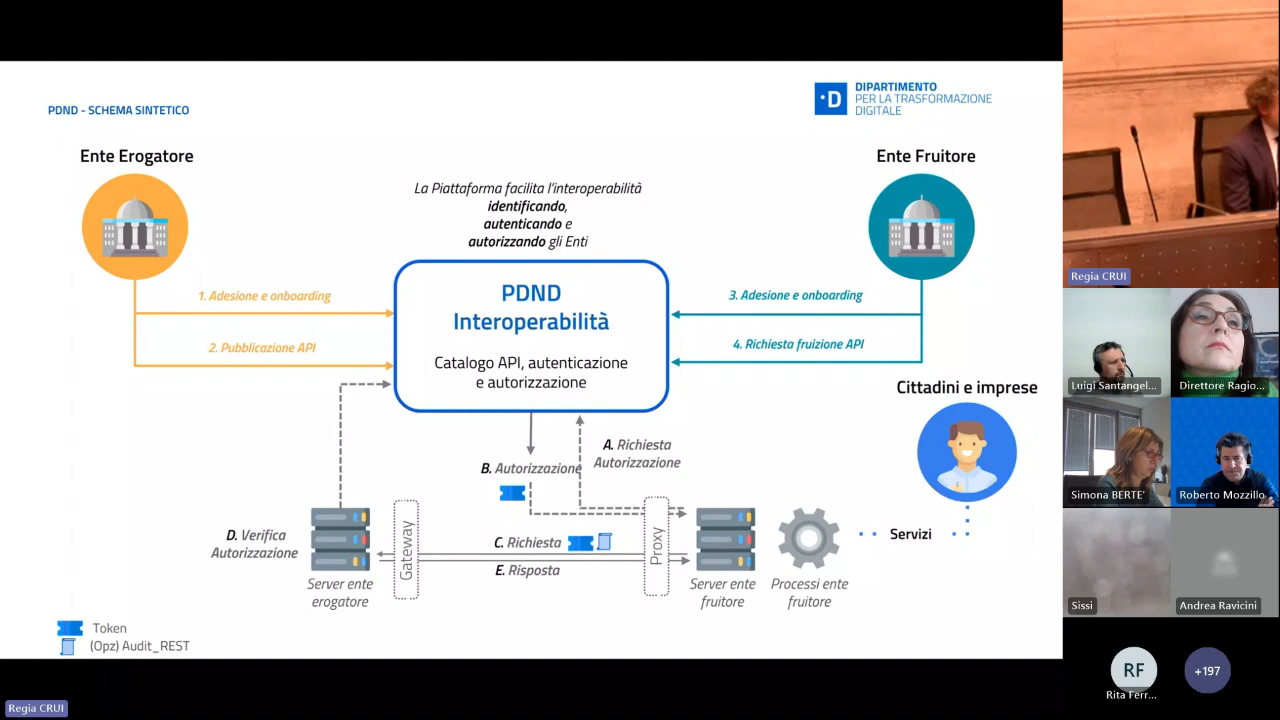 PDND - SCHEMA SINTETICO
DIPARTIMENTO
PER LA TRASFORMAZIONE
DIGITALE
Ente Erogatore
Ente Fruitore
La Piattaforma facilita l'interoperabilità
identificando,
autenticando e
autorizzando gli Enti
1. Adesione e onboarding
2. Pubblicazione API
PDND
Interoperabilità
Catalogo API, autenticazione
e autorizzazione
3. Adesione e onboarding
4. Richiesta fruizione API
Cittadini e imprese
A. Richiesta
Autorizzazione
B. Autorizzazione
D. Verifica
Autorizzazione
Gateway
C. Richiesta
E. Risposta
Proxy
Servizi
Server ente
erogatore
Server ente
fruitore
Processi ente
fruitore
Token
(Opz) Audit_REST
Regia CRUI
Regia CRUI
Luigi Santangel...
Direttore Ragio...
Simona BERTE'
Roberto Mozzillo
Sissi
Andrea Ravicini
RF
Rita Ferr...
+197